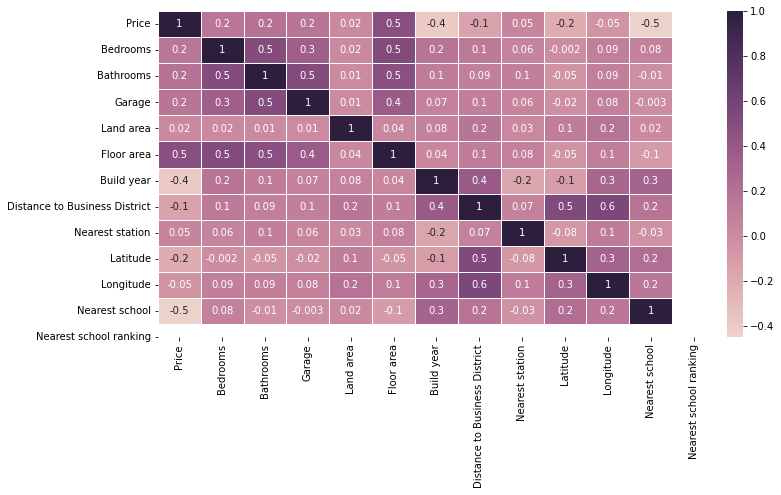 Price 1 0.2 0.2 0.2 0.02 0.5 -0.4 -0.1 0.05 -0.2 -0.05 -0.5
Bedrooms 0.2 1 0.5 0.3 0.02 0.5 0.2 0.1 0.06 -0.002 0.09 0.08
Bathrooms 0.2 0.5 1 0.5 0.01 0.5 0.1 0.09 0.1 -0.05 0.09 -0.01
Garage 0.2 0.3 0.5 1 0.01 0.4 0.07 0.1 0.06 -0.02 0.08 -0.003
Land area 0.02 0.02 0.01 0.01 1 0.04 0.08 0.2 0.03 0.1 0.2 0.02
Floor area 0.5 0.5 0.5 0.4 0.04 1 0.04 0.1 0.08 -0.05 0.1 -0.1
Build year -0.4 0.2 0.1 0.07 0.08 0.04 1 0.4 -0.2 -0.1 0.3 0.3
Distance to Business District -0.1 0.1 0.09 0.1 0.2 0.1 0.4 1 0.07 0.5 0.6 0.2
Nearest station 0.05 0.06 0.1 0.06 0.03 0.08 -0.2 0.07 1 -0.08 0.1 -0.03
Latitude -0.2 -0.002 -0.05 -0.02 0.1 -0.05 -0.1 0.5 -0.08 1 0.3 0.2
Longitude -0.05 0.09 0.09 0.08 0.2 0.1 0.3 0.6 0.1 0.3 1 0.2
Nearest school -0.5 0.08 -0.01 -0.003 0.02 -0.1 0.3 0.2 -0.03 0.2 0.2 1
Nearest school ranking
Price
Bedrooms
Bathrooms
Garage
Land area
Floor area
Build year
Distance to Business District
Nearest station
Latitude
Longitude
Nearest school
Nearest school ranking
1.0
0.8
0.6
0.4
0.2
0.0
-0.2
-0.4